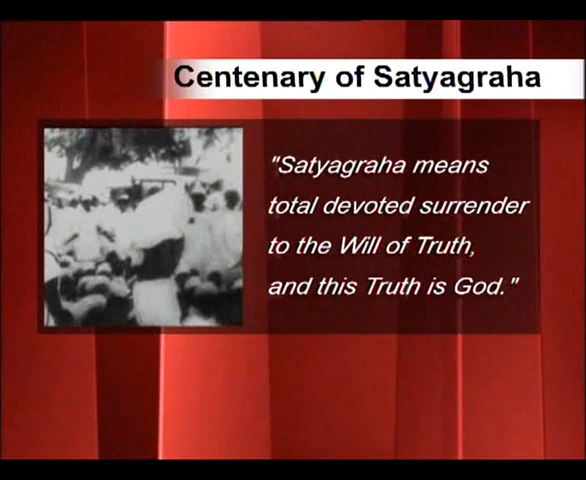 Centenary of Satyagraha
"Satyagraha means
total devoted surrender
to the Will of Truth,
and this Truth is God."